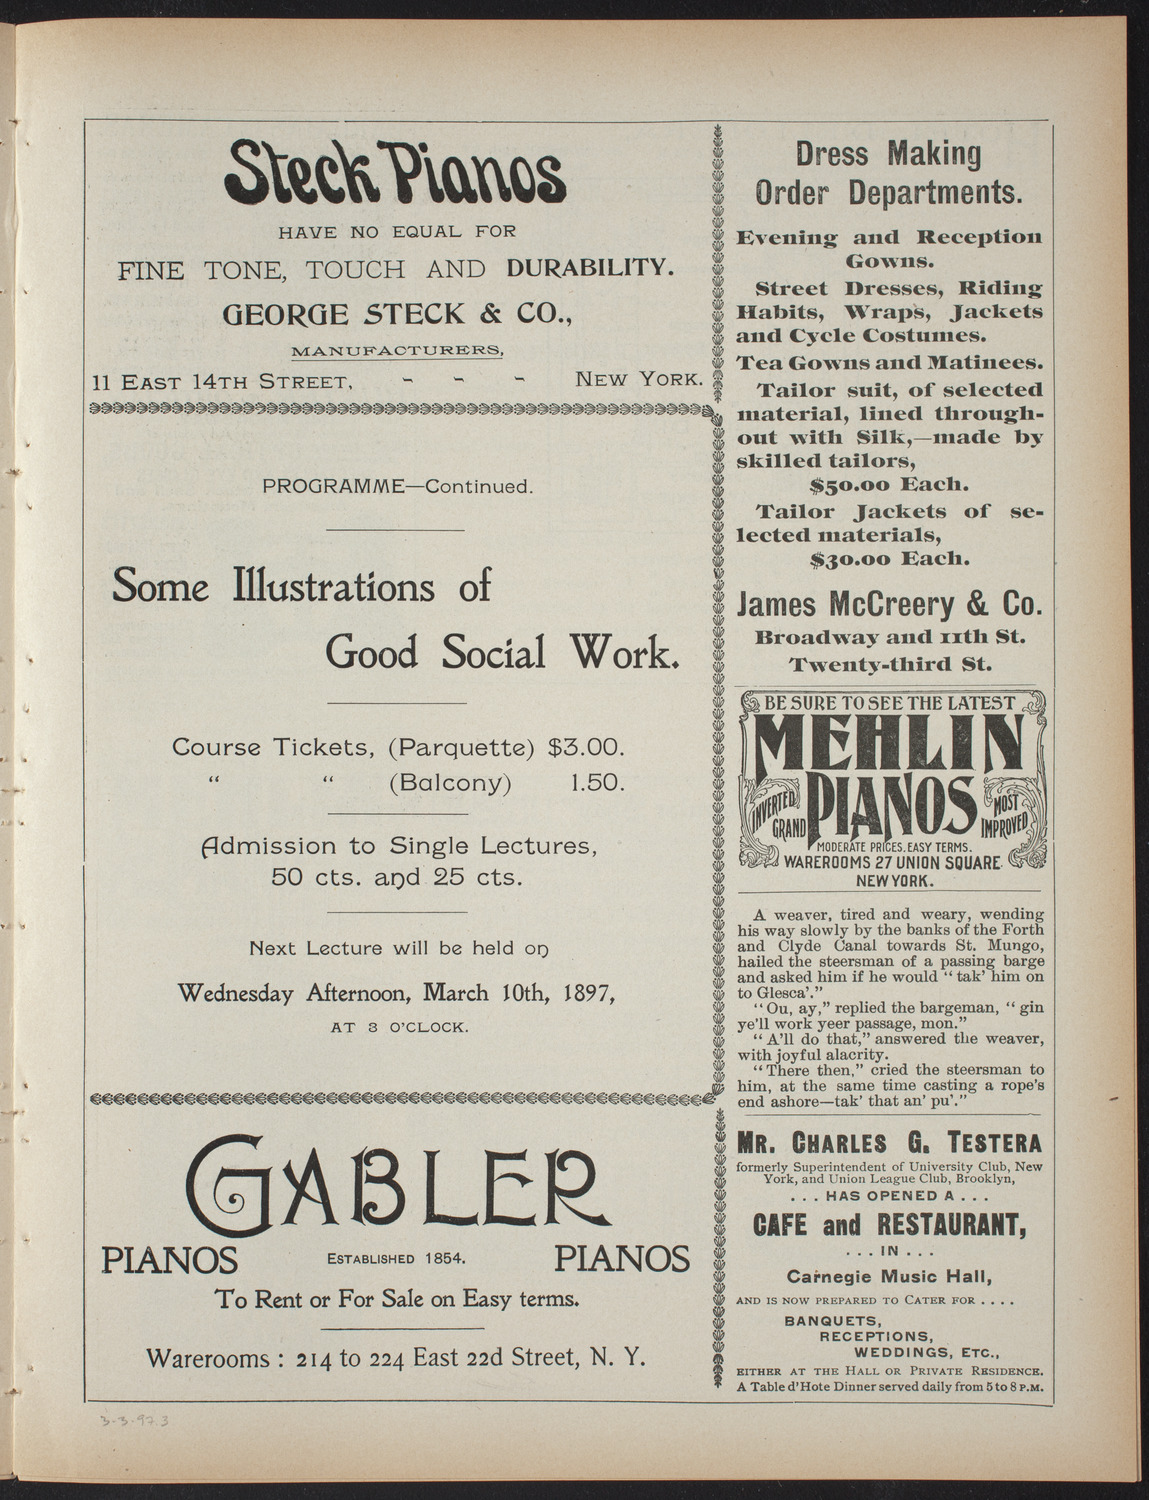 Steck Pianos
HAVE NO EQUAL FOR
FINE TONE, TOUCH AND DURABILITY.
GEORGE STECK & CO.,
MANUFACTURERS,
11 EAST 14TH STREET, - - - NEW YORK.
PROGRAMME—Continued.
Some Illustrations of
Good Social Work.
Course Tickets, (Parquette) $3.00.
“ “ (Balcony) 1.50.
Admission to Single Lectures,
50 cts. and 25 cts.
Next Lecture will be held on
Wednesday Afternoon, March 10th, 1897,
AT 3 O'CLOCK.
GABLER
PIANOS ESTABLISHED 1854. PIANOS
To Rent or For Sale on Easy terms.
Warerooms : 214 to 224 East 22d Street, N. Y.
Dress Making
Order Departments.
Evening and Reception
Gowns.
Street Dresses, Riding
Habits, Wraps, Jackets
and Cycle Costumes.
Tea Gowns and Matinees.
Tailor suit, of selected
material, lined through-
out with Silk,—made by
skilled tailors,
$50.00 Each.
Tailor Jackets of se-
lected materials,
$30.00 Each.
James McCreery & Co.
Broadway and 11th St.
Twenty-third St.
BE SURE TO SEE THE LATEST
MEHLIN
PIANOS
INVERTED
GRAND
MOST
IMPROVED
MODERATE PRICES. EASY TERMS.
WAREROOMS 27 UNION SQUARE
NEW YORK.
A weaver, tired and weary, wending
his way slowly by the banks of the Forth
and Clyde Canal towards St. Mungo,
hailed the steersman of a passing barge
and asked him if he would “ tak' him on
to Glesca'.”
“Ou, ay,” replied the bargeman, “ gin
ye'll work yeer passage, mon.”
“ A'll do that,” answered the weaver,
with joyful alacrity.
“There then,” cried the steersman to
him, at the same time casting a rope's
end ashore—tak' that an' pu'.”
MR. CHARLES G. TESTERA
formerly Superintendent of University Club, New
York, and Union League Club, Brooklyn,
. . . HAS OPENED A . . .
CAFE and RESTAURANT,
. . . IN . . .
Carnegie Music Hall,
AND IS NOW PREPARED TO CATER FOR . . . .
BANQUETS,
RECEPTIONS,
WEDDINGS, ETC.,
EITHER AT THE HALL OR PRIVATE RESIDENCE.
A Table d'Hote Dinner served daily from 5 to 8 P.M.
3-3-97.3